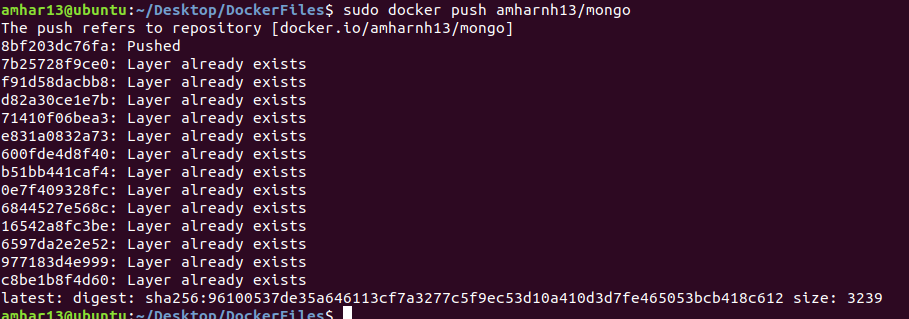 amhar13@ubuntu:~/Desktop/DockerFiles$ sudo docker push amharnh13/mongo
The push refers to repository [docker.io/amharnh13/mongo]
8bf203dc76fa: Pushed
7b25728f9ce0: Layer already exists
f91d58dacbb8: Layer already exists
d82a30ce1e7b: Layer already exists
71410f06bea3: Layer already exists
e831a0832a73: Layer already exists
600fde4d8f40: Layer already exists
b51bb441caf4: Layer already exists
0e7f409328fc: Layer already exists
6844527e568c: Layer already exists
16542a8fc3be: Layer already exists
6597da2e2e52: Layer already exists
977183d4e999: Layer already exists
c8be1b8f4d60: Layer already exists
latest: digest: sha256:96100537de35a646113cf7a3277c5f9ec53d10a410d3d7fe465053bcb418c612 size: 3239
amhar13@ubuntu:~/Desktop/DockerFiles$